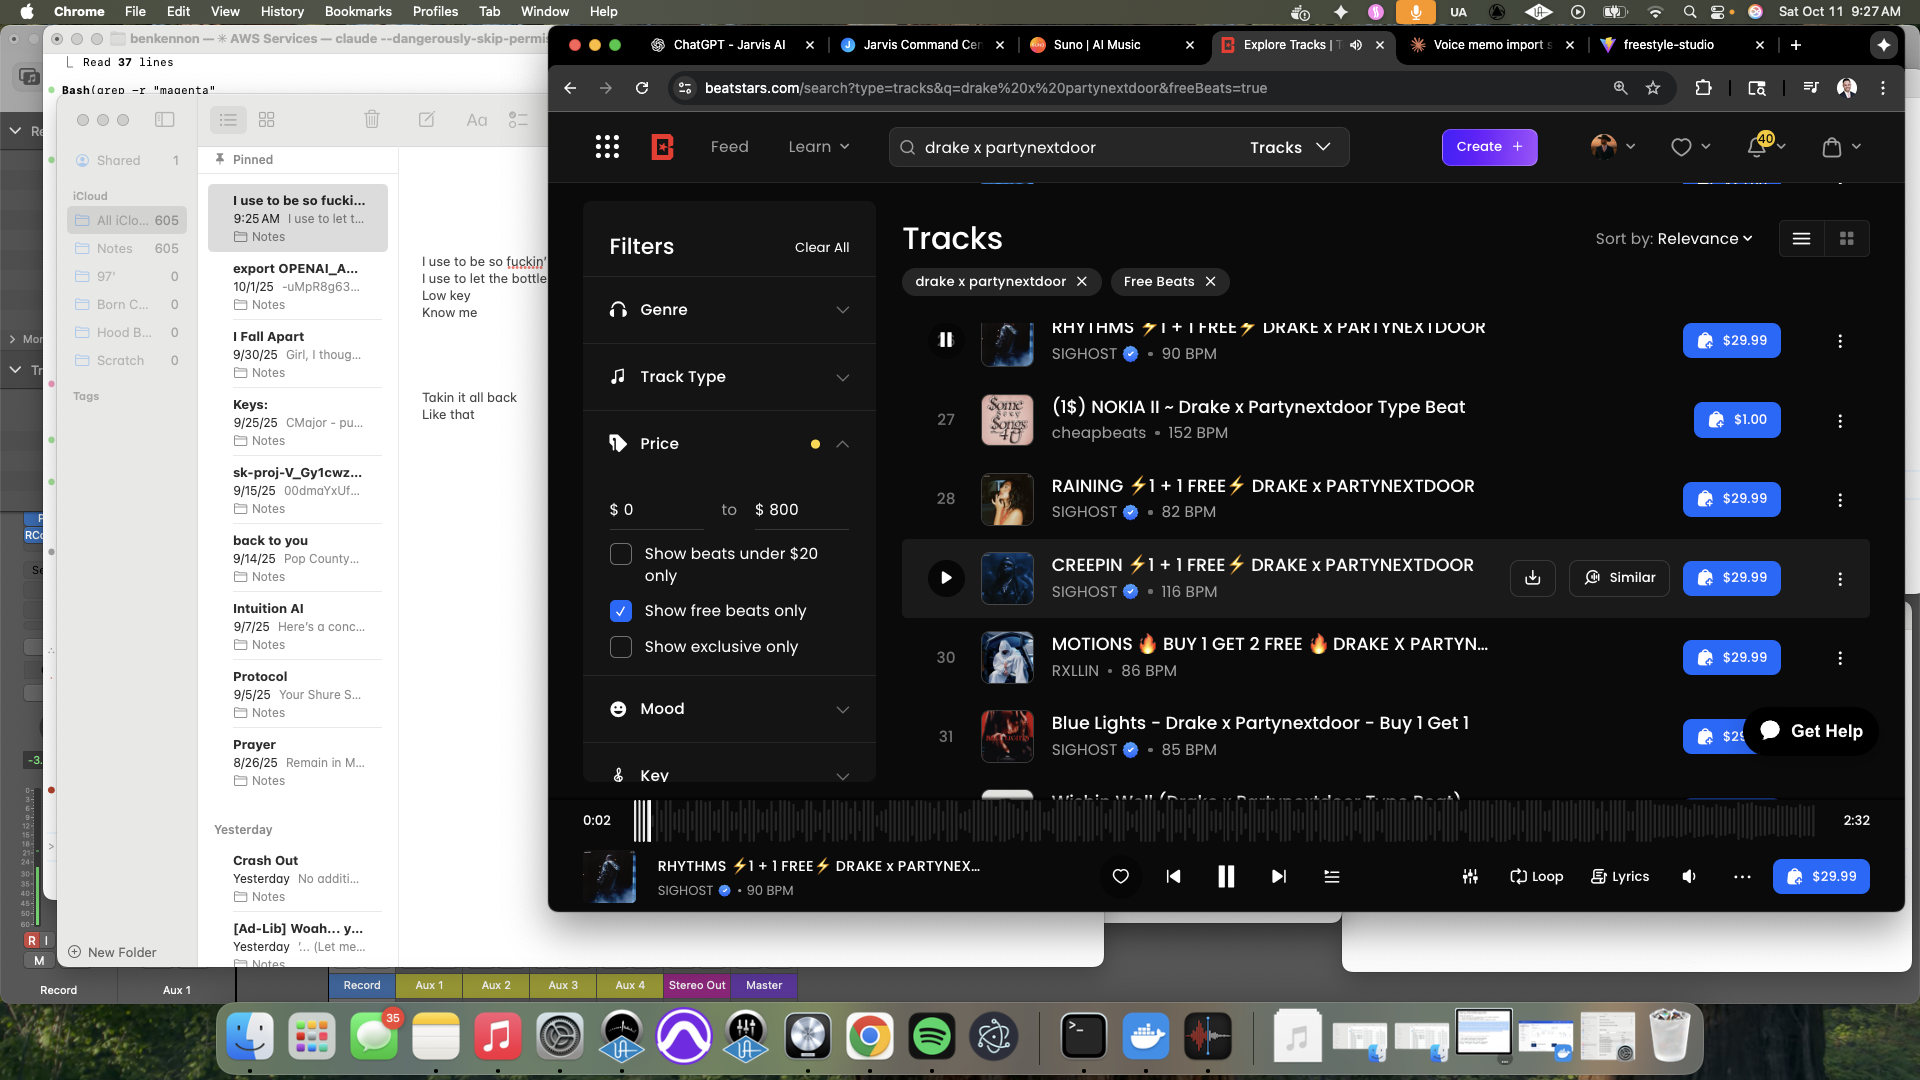 Chrome File Edit View History Bookmarks Profiles Tab Window Help
UA Sat Oct 11 9:27 AM
benkennon — ✳ AWS Services — claude --dangerously-skip-permis
Read 37 lines
Bash(grep -r "magenta"
ChatGPT - Jarvis AI
Jarvis Command Cen
Suno | AI Music
Explore Tracks | T
Voice memo import s
freestyle-studio
beatstars.com/search?type=tracks&q=drake%20x%20partynextdoor&freeBeats=true
Shared 1
iCloud
All iClo... 605
Notes 605
97' 0
Born C... 0
Hood B... 0
Scratch 0
Tags
New Folder
Pinned
I use to be so fucki...
9:25 AM I use to let t...
Notes
export OPENAI_A...
10/1/25 -uMpR8g63...
Notes
I Fall Apart
9/30/25 Girl, I thoug...
Notes
Keys:
9/25/25 CMajor - pu...
Notes
sk-proj-V_Gy1cwz...
9/15/25 00dmaYxUf...
Notes
back to you
9/14/25 Pop County...
Notes
Intuition AI
9/7/25 Here's a conc...
Notes
Protocol
9/5/25 Your Shure S...
Notes
Prayer
8/26/25 Remain in M...
Notes
Yesterday
Crash Out
Yesterday No additi...
Notes
[Ad-Lib] Woah... y...
Yesterday '... (Let me...
Notes
I use to be so fuckin'
I use to let the bottle
Low key
Know me
Takin it all back
Like that
Feed
Learn
drake x partynextdoor
Tracks
Create +
40
Filters
Clear All
Genre
Track Type
Price
$ 0 to $ 800
Show beats under $20
only
Show free beats only
Show exclusive only
Mood
Key
Tracks
Sort by: Relevance
drake x partynextdoor
Free Beats
RHYTHMS ⚡1 + 1 FREE⚡ DRAKE x PARTYNEXTDOOR
SIGHOST • 90 BPM
$29.99
27
(1$) NOKIA II ~ Drake x Partynextdoor Type Beat
cheapbeats • 152 BPM
$1.00
28
RAINING ⚡1 + 1 FREE⚡ DRAKE x PARTYNEXTDOOR
SIGHOST • 82 BPM
$29.99
CREEPIN ⚡1 + 1 FREE⚡ DRAKE x PARTYNEXTDOOR
SIGHOST • 116 BPM
Similar
$29.99
30
MOTIONS 🔥 BUY 1 GET 2 FREE 🔥 DRAKE X PARTYN...
RXLLIN • 86 BPM
$29.99
31
Blue Lights - Drake x Partynextdoor - Buy 1 Get 1
SIGHOST • 85 BPM
$29
Get Help
Wishin Well (Drake x Partynextdoor Type Beat)
0:02
2:32
RHYTHMS ⚡1 + 1 FREE⚡ DRAKE x PARTYNEX...
SIGHOST • 90 BPM
Loop
Lyrics
$29.99
R I
M
Record
Aux 1
Record
Aux 1
Aux 2
Aux 3
Aux 4
Stereo Out
Master
35